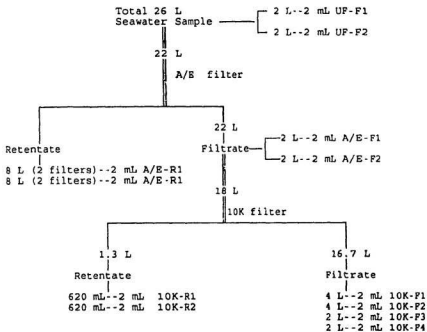 Total 26 L
Seawater Sample
2 L--2 mL UF-F1
2 L--2 mL UF-F2
22 L
A/E filter
22 L
Retentate
8 L (2 filters)--2 mL A/E-R1
8 L (2 filters)--2 mL A/E-R1
Filtrate
2 L--2 mL A/E-F1
2 L--2 mL A/E-F2
18 L
10K filter
1.3 L
Retentate
620 mL--2 mL 10K-R1
620 mL--2 mL 10K-R2
16.7 L
Filtrate
4 L--2 mL 10K-F1
4 L--2 mL 10K-F2
2 L--2 mL 10K-F3
2 L--2 mL 10K-F4